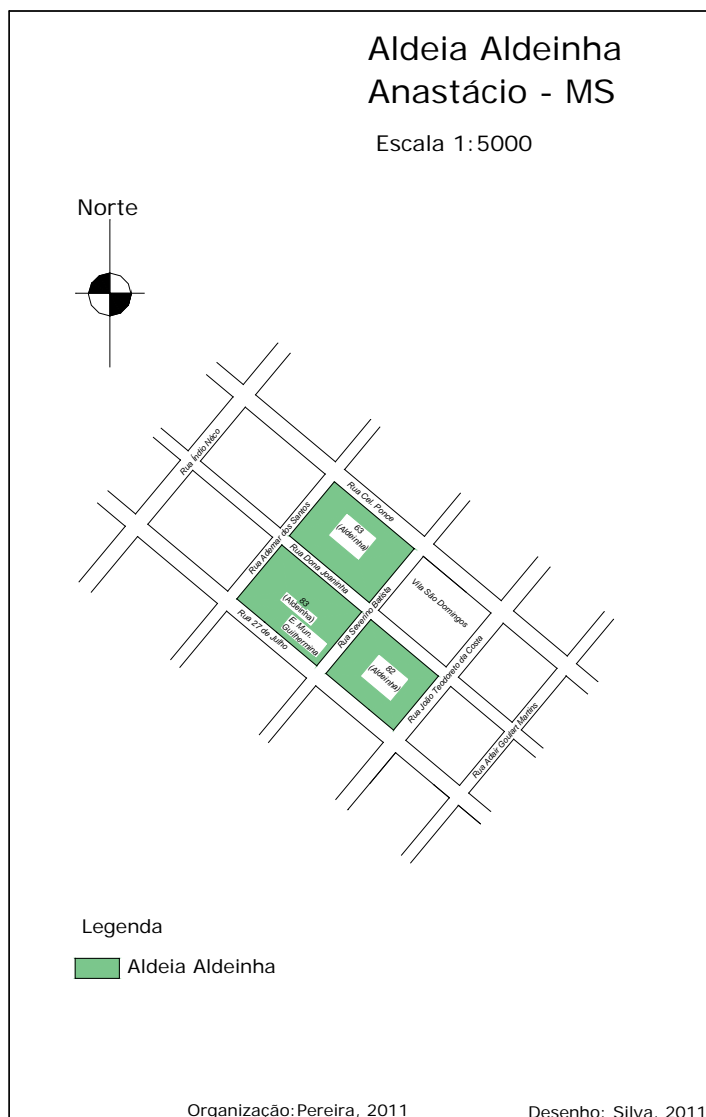 Aldeia Aldeinha
Anastácio - MS
Escala 1:5000
Norte
Rua Índio Néco
Rua Cel. Ponce
63
(Aldeinha)
Rua Ademar dos Santos
Rua Dona Joaninha
Vila São Domingos
83
(Aldeinha)
E. Mun.
Guilhermina
Rua Severino Batista
Rua 27 de Julho
82
(Aldeinha)
Rua João Teodoreto da Costa
Rua Adair Goulart Martins
Legenda
Aldeia Aldeinha
Organização: Pereira, 2011
Desenho: Silva, 2011